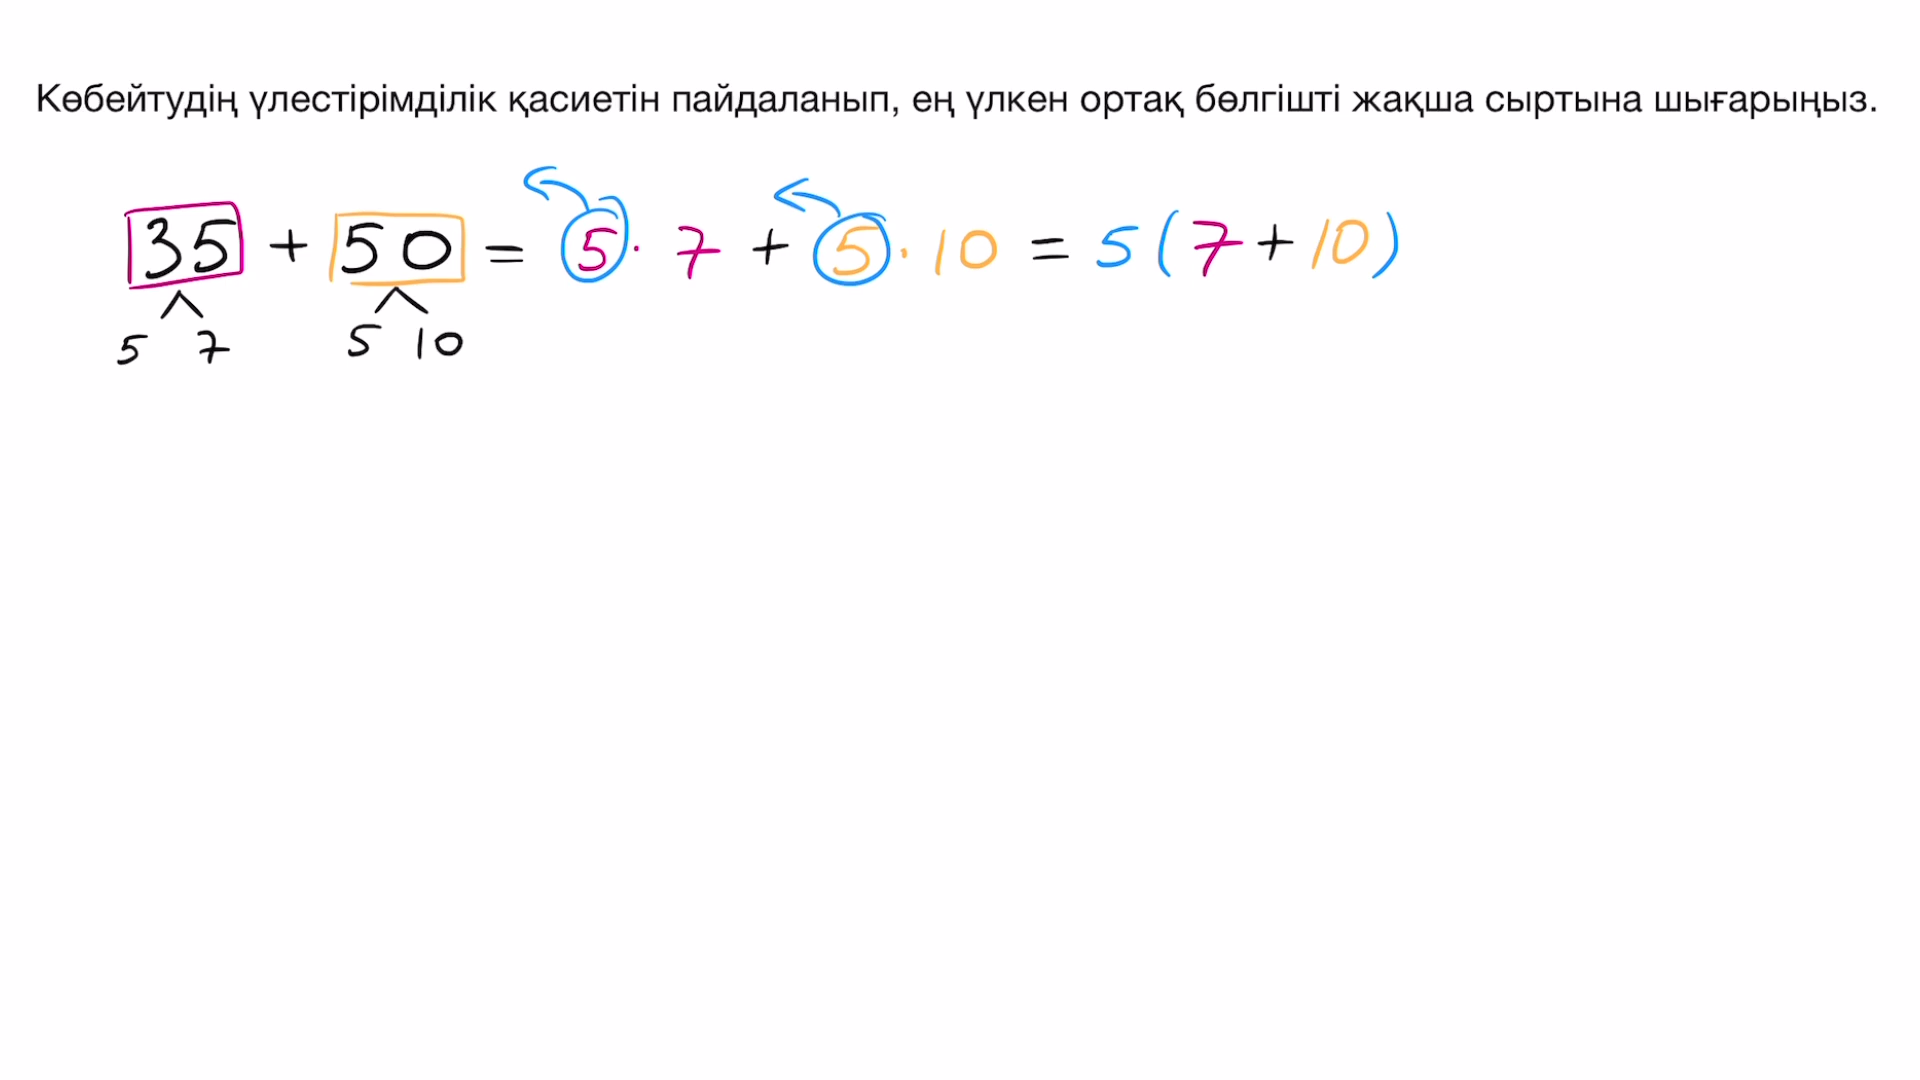 Көбейтудің үлестірімділік қасиетін пайдаланып, ең үлкен ортақ бөлгішті жақша сыртына шығарыңыз.
35 + 50 = 5 · 7 + 5 · 10 = 5 (7 + 10)
5 7 5 10